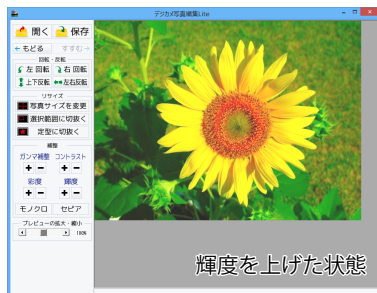 デジカメ写真編集Lite
開く 保存
もどる すすむ
回転・反転
左 回転 右 回転
上下反転 左右反転
リサイズ
写真サイズを変更
選択範囲に切抜く
定型に切抜く
補整
ガンマ補整 コントラスト
彩度 輝度
モノクロ セピア
プレビューの拡大・縮小
100%
輝度を上げた状態